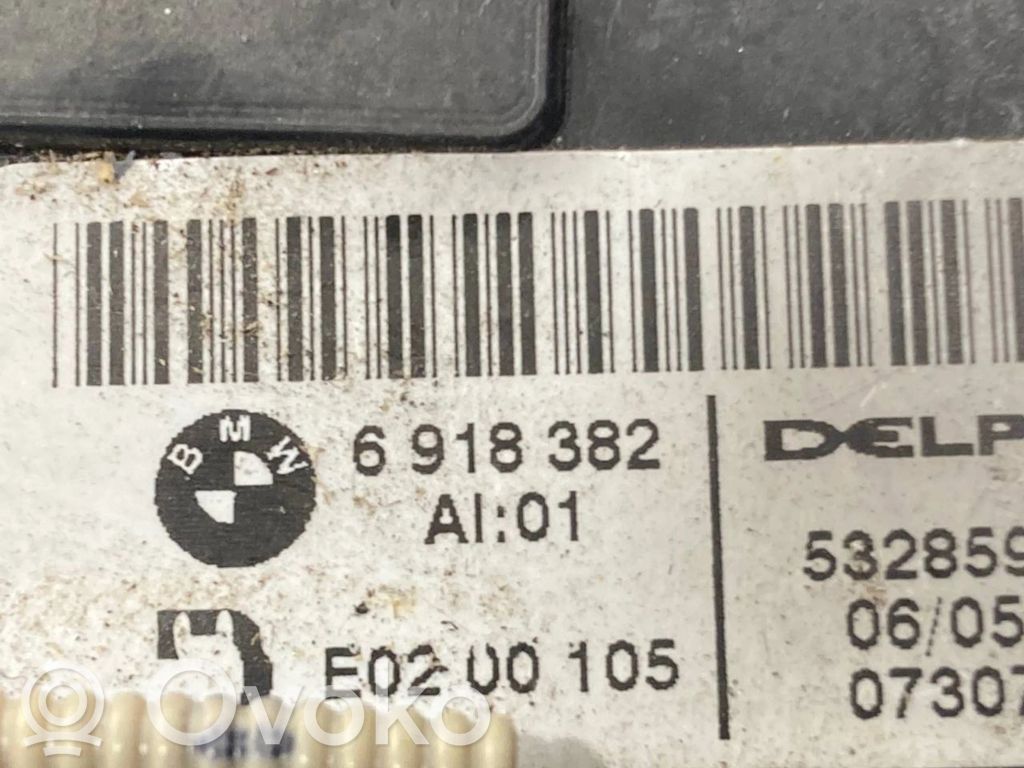 BMW
6 918 382
AI:01
E02 00 105
DELP
532859
06/05
07307
Ovoko